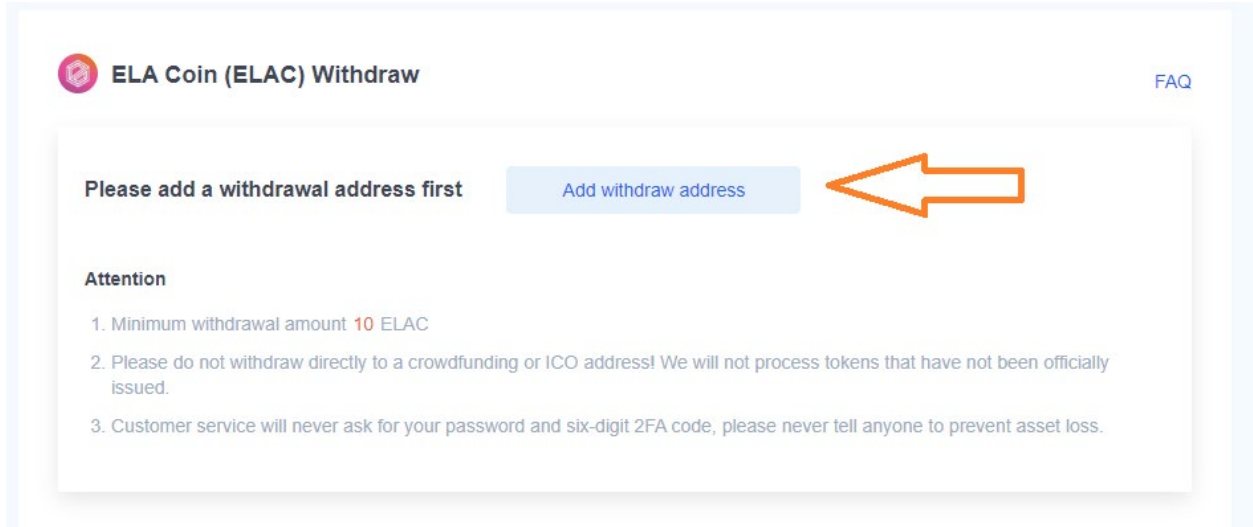 ELA Coin (ELAC) Withdraw
FAQ
Please add a withdrawal address first
Add withdraw address
Attention
1. Minimum withdrawal amount 10 ELAC
2. Please do not withdraw directly to a crowdfunding or ICO address! We will not process tokens that have not been officially
issued.
3. Customer service will never ask for your password and six-digit 2FA code, please never tell anyone to prevent asset loss.